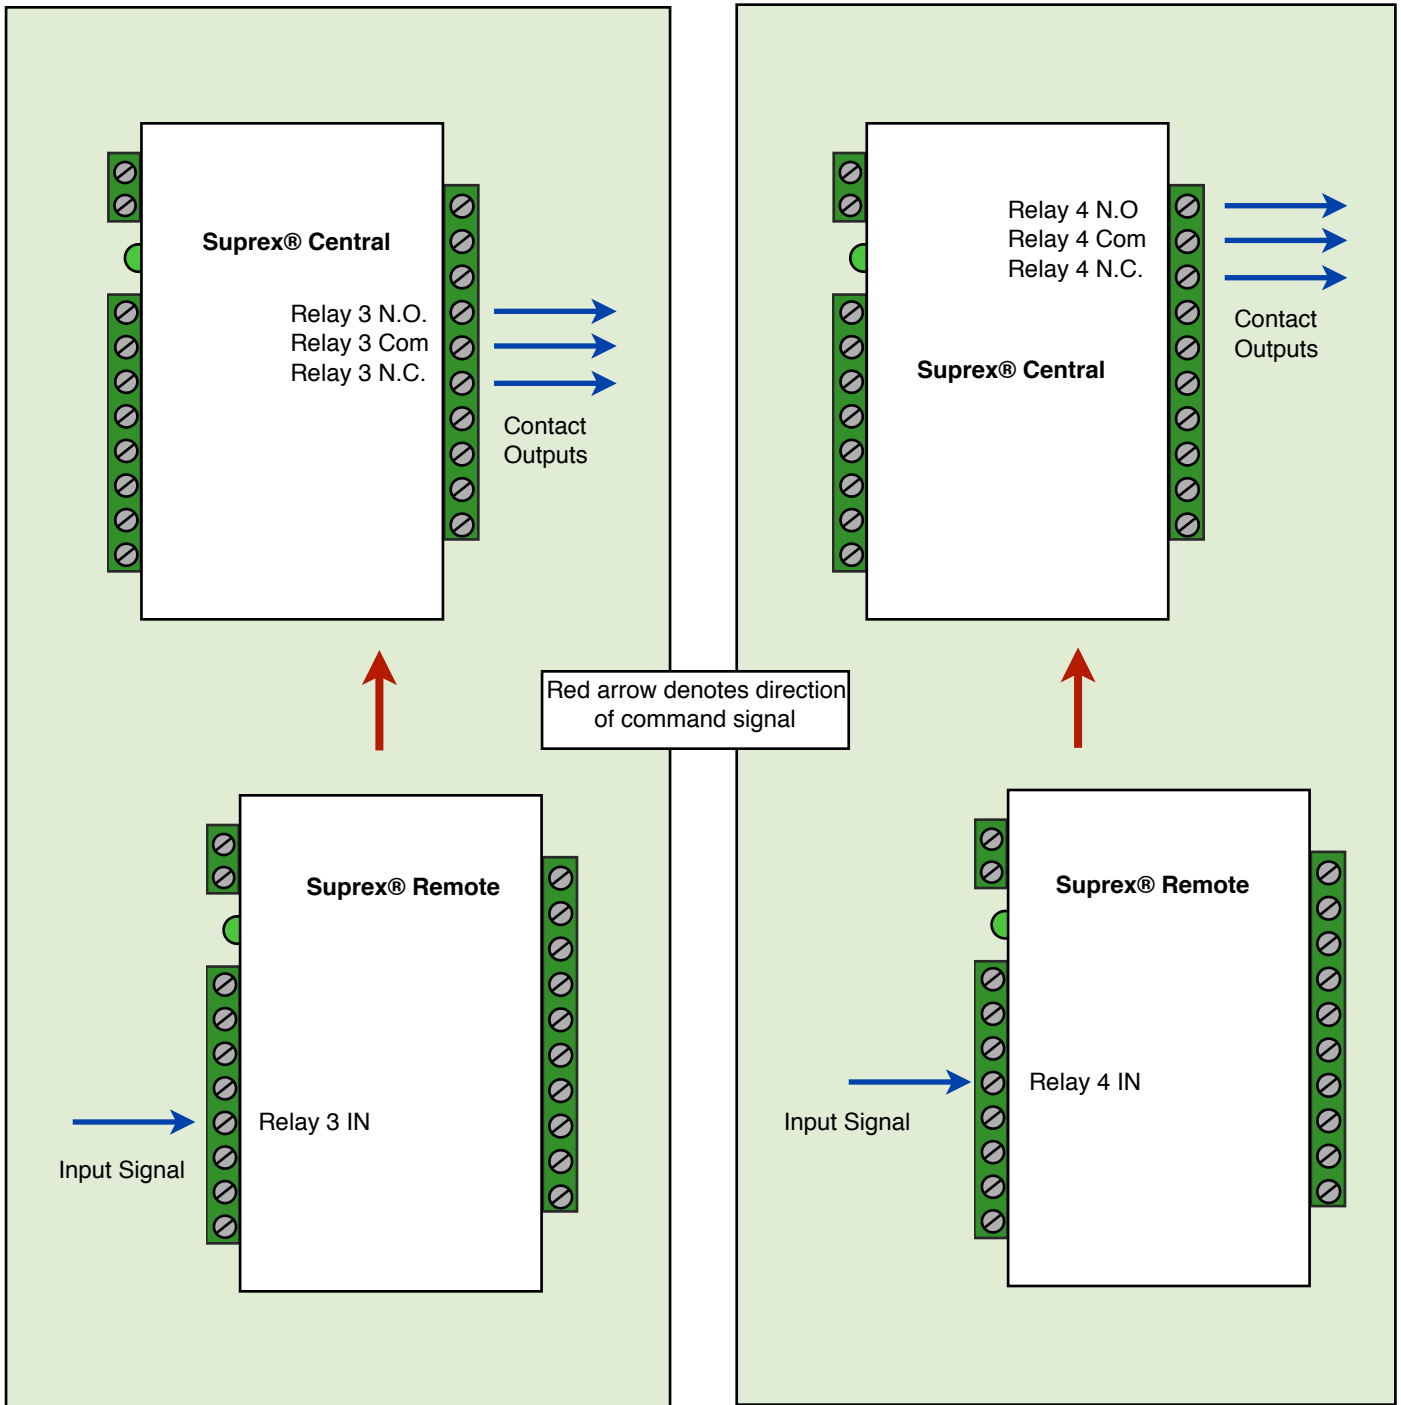 Suprex® Central
Relay 3 N.O.
Relay 3 Com
Relay 3 N.C.
Contact
Outputs
Relay 4 N.O
Relay 4 Com
Relay 4 N.C.
Contact
Outputs
Suprex® Central
Red arrow denotes direction
of command signal
Suprex® Remote
Relay 3 IN
Input Signal
Suprex® Remote
Relay 4 IN
Input Signal